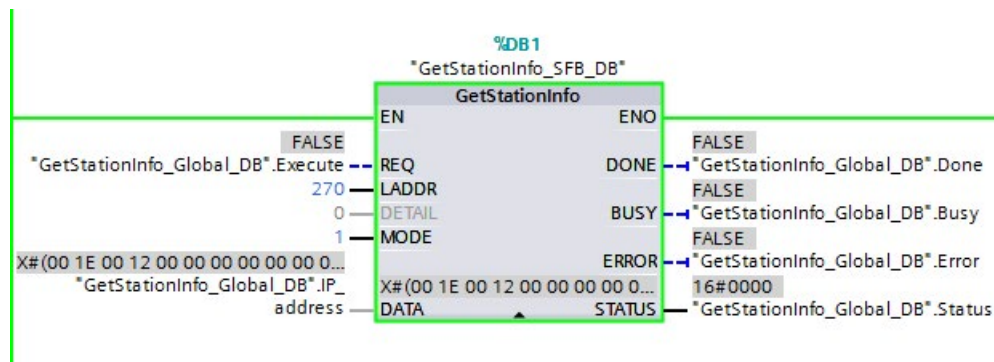 %DB1
"GetStationInfo_SFB_DB"
GetStationInfo
EN ENO
FALSE FALSE
"GetStationInfo_Global_DB".Execute REQ DONE "GetStationInfo_Global_DB".Done
270 LADDR FALSE
0 DETAIL BUSY "GetStationInfo_Global_DB".Busy
1 MODE FALSE
X#(00 1E 00 12 00 00 00 00 00 00 0... ERROR "GetStationInfo_Global_DB".Error
"GetStationInfo_Global_DB".IP_ X#(00 1E 00 12 00 00 00 00 0... 16#0000
address DATA STATUS "GetStationInfo_Global_DB".Status